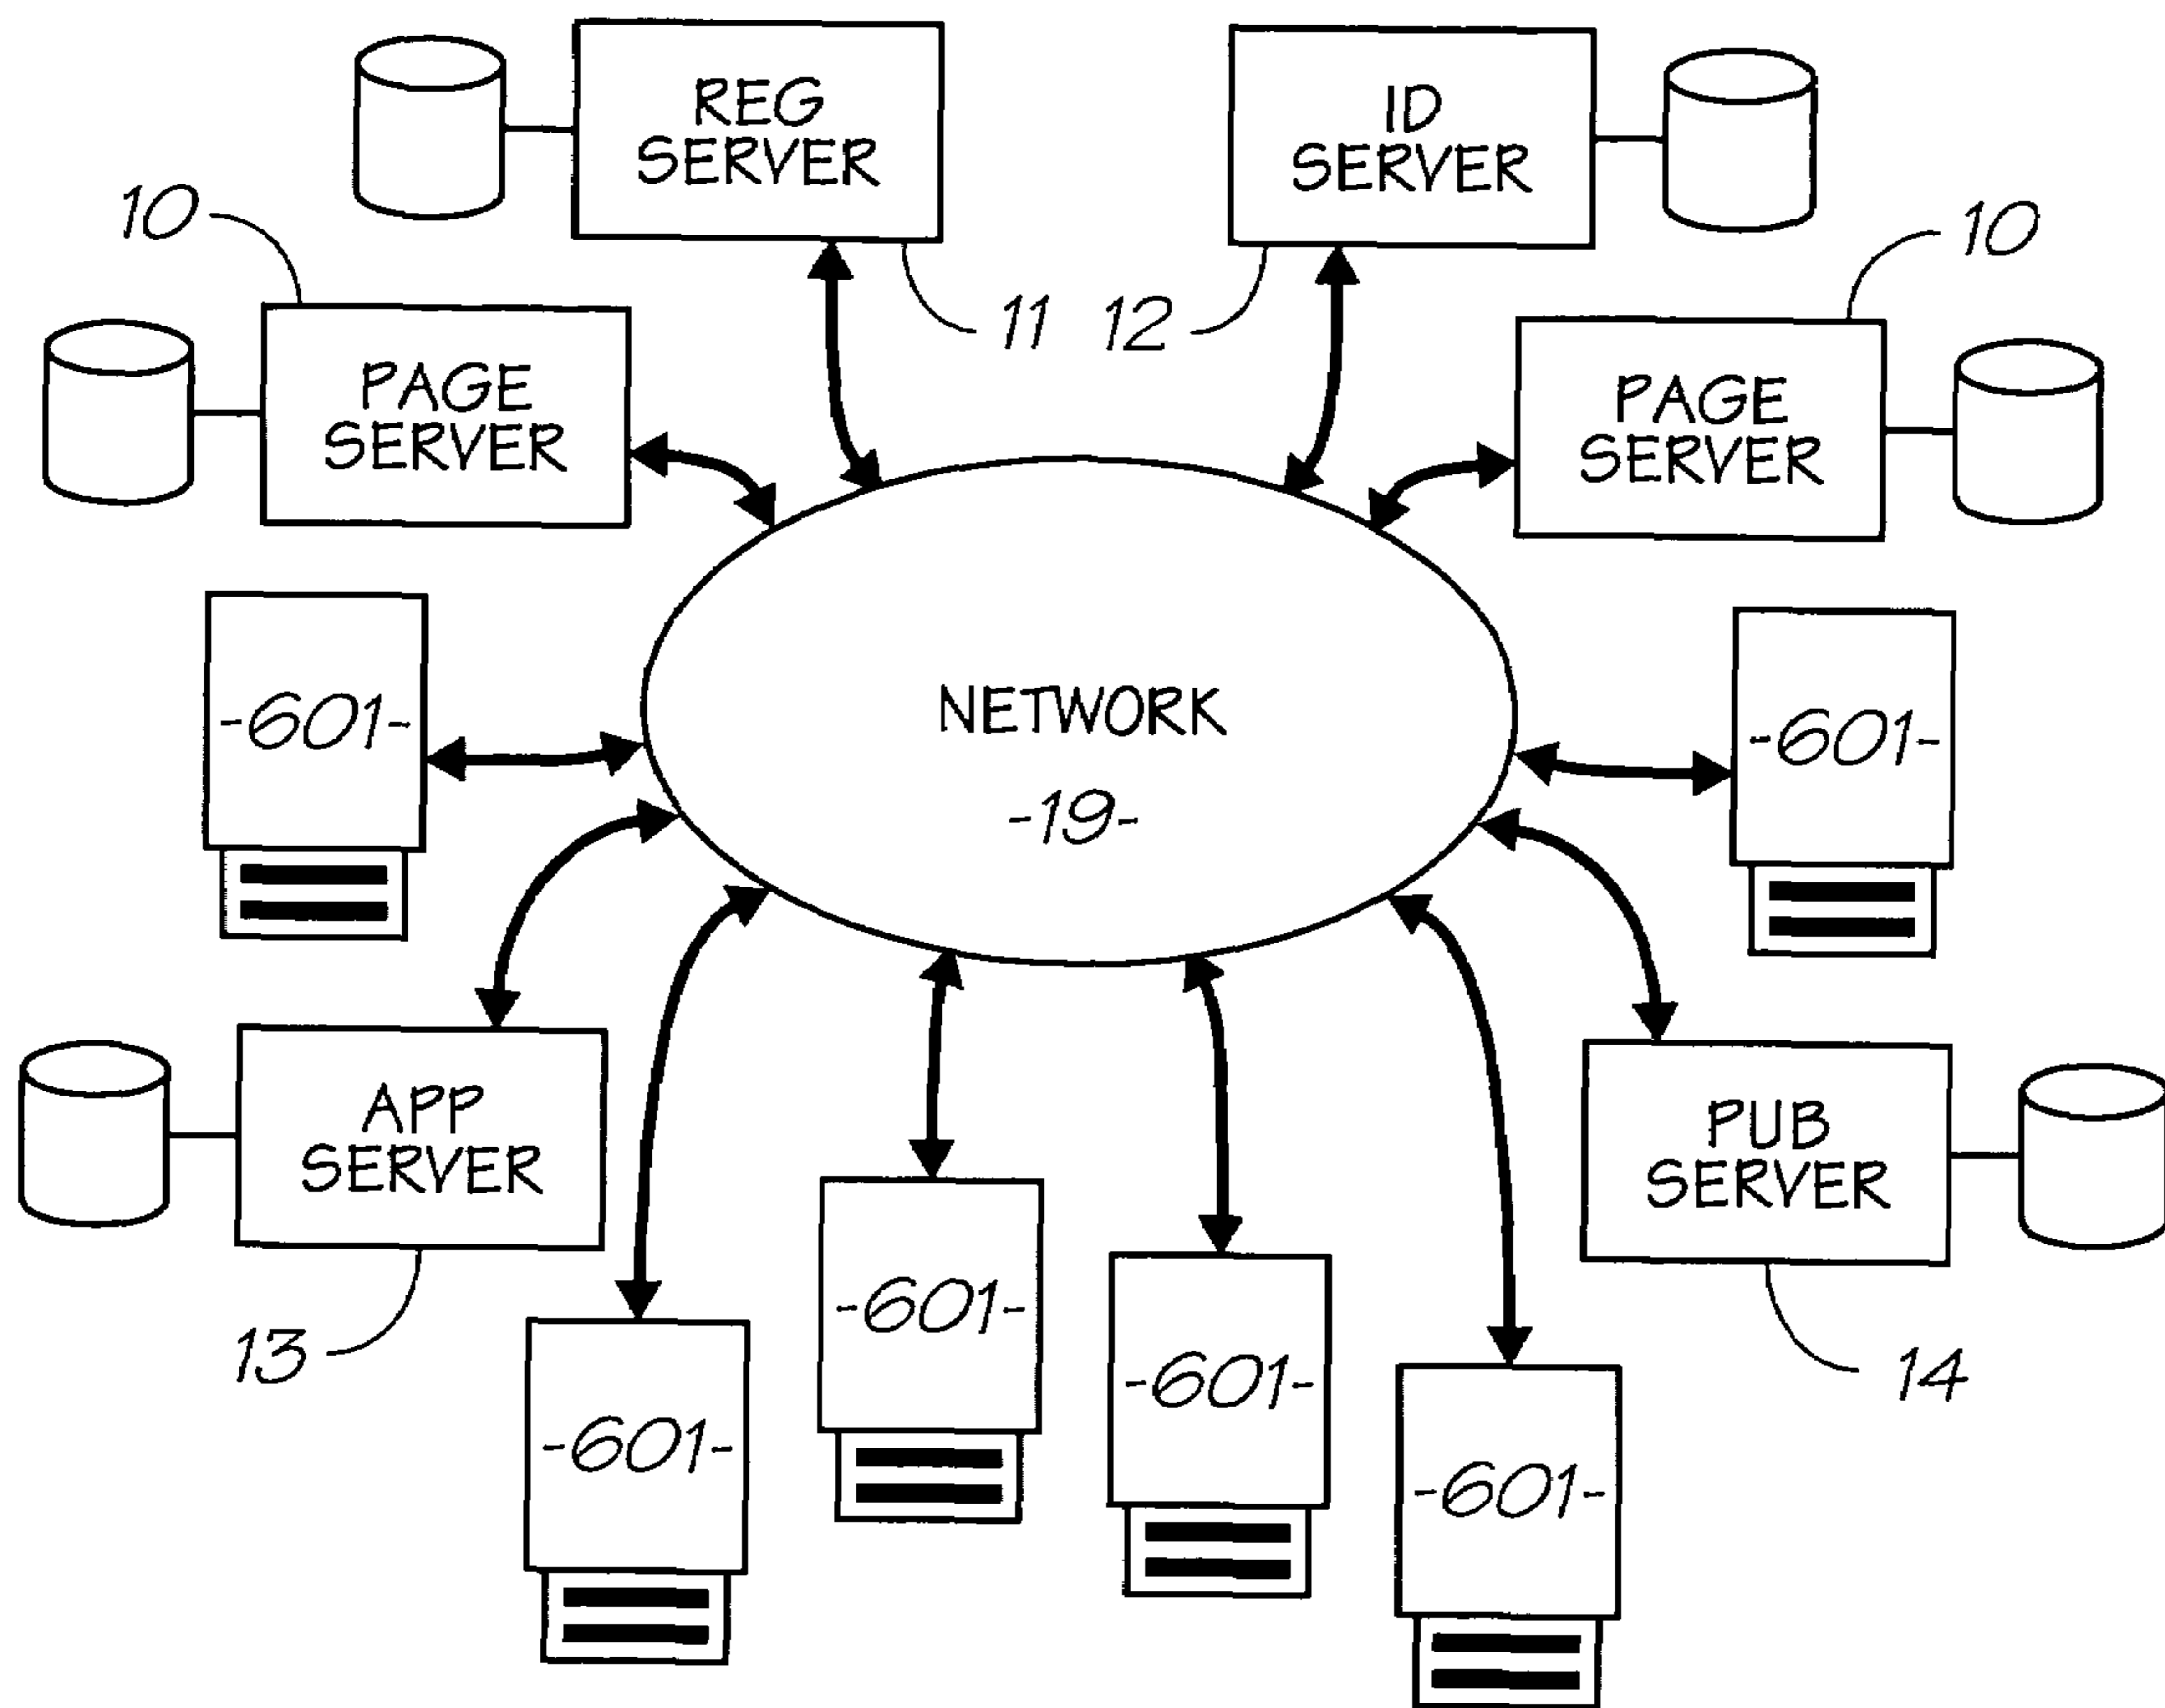 REG
SERVER
ID
SERVER
10
10
11
12
PAGE
SERVER
PAGE
SERVER
-601-
NETWORK
-19-
-601-
APP
SERVER
PUB
SERVER
13
-601-
-601-
-601-
-601-
14